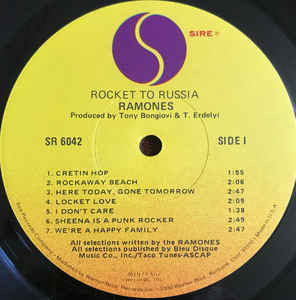 SIRE®
ROCKET TO RUSSIA
RAMONES
Produced by Tony Bongiovi & T. Erdelyi
SR 6042
SIDE I
1. CRETIN HOP 1:55
2. ROCKAWAY BEACH 2:06
3. HERE TODAY, GONE TOMORROW 2:48
4. LOCKET LOVE 2:09
5. I DON'T CARE 1:38
6. SHEENA IS A PUNK ROCKER 2:49
7. WE'RE A HAPPY FAMILY 2:47
All selections written by the RAMONES
All selections published by Bleu Disque
Music Co., Inc./Taco Tunes-ASCAP